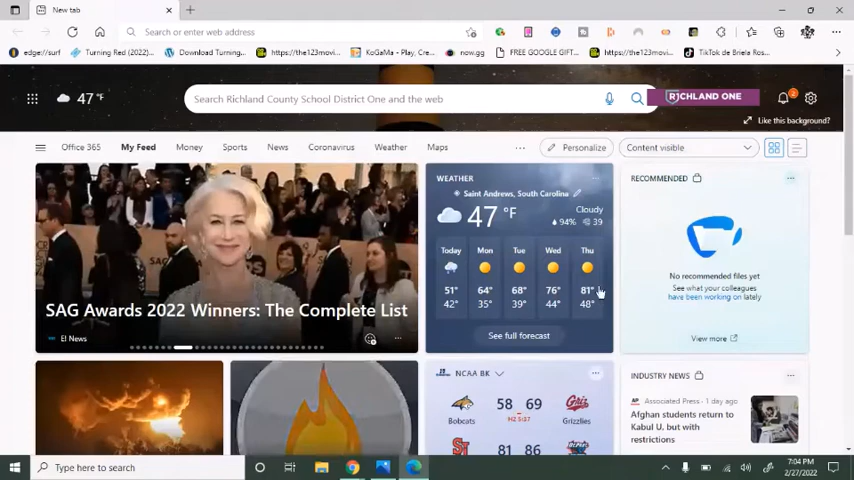 New tab
Search or enter web address
edge://surf
Turning Red (2022)...
Download Turning...
https://the123movi...
KoGaMa - Play, Cre...
now.gg
FREE GOOGLE GIFT...
https://the123movi...
TikTok de Briela Ros...
47 °F
Search Richland County School District One and the web
RICHLAND ONE
2
Like this background?
Office 365
My Feed
Money
Sports
News
Coronavirus
Weather
Maps
Personalize
Content visible
SAG Awards 2022 Winners: The Complete List
E! News
WEATHER
Saint Andrews, South Carolina
47 °F
Cloudy
94%
39
Today Mon Tue Wed Thu
51° 64° 68° 76° 81°
42° 35° 39° 44° 48°
See full forecast
RECOMMENDED
No recommended files yet
See what your colleagues
have been working on lately
View more
NCAA BK
58 69
Bobcats
H2 5:27
Grizzlies
81 86
INDUSTRY NEWS
Associated Press · 1 day ago
Afghan students return to
Kabul U. but with
restrictions
Type here to search
7:04 PM
2/27/2022